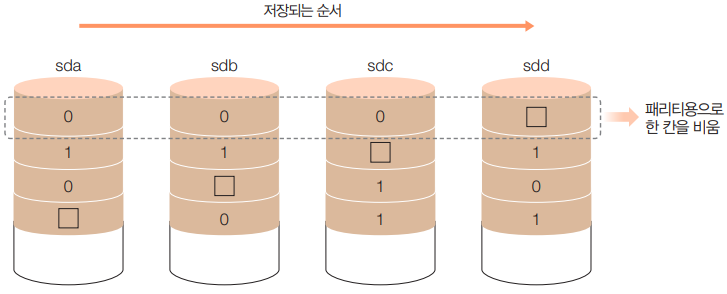 저장되는 순서
sda sdb sdc sdd
0 0 0
패리티용으로
한 칸을 비움
1 1 1
0 1 0
0 1 1